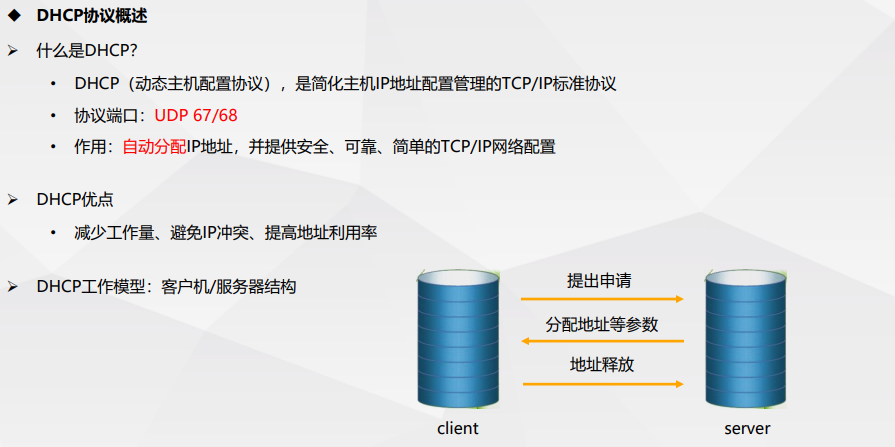 DHCP协议概述
什么是DHCP？
DHCP（动态主机配置协议），是简化主机IP地址配置管理的TCP/IP标准协议
协议端口：UDP 67/68
作用：自动分配IP地址，并提供安全、可靠、简单的TCP/IP网络配置
DHCP优点
减少工作量、避免IP冲突、提高地址利用率
DHCP工作模型：客户机/服务器结构
提出申请
分配地址等参数
地址释放
client
server